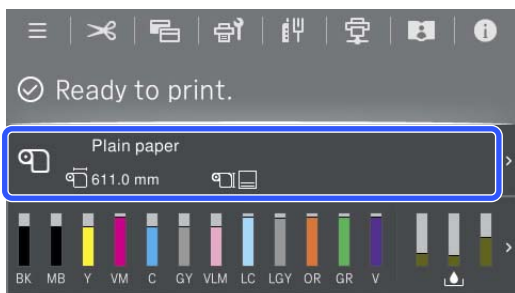 Ready to print.
Plain paper
611.0 mm
BK MB Y VM C GY VLM LC LGY OR GR V